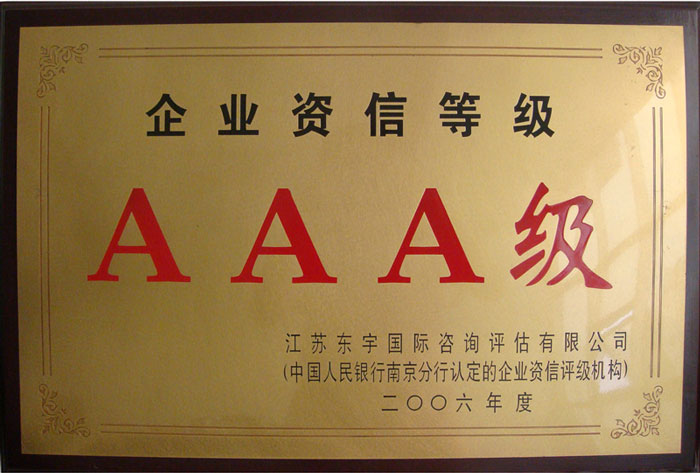 企业资信等级
AAA级
江苏东宇国际咨询评估有限公司
(中国人民银行南京分行认定的企业资信评级机构)
二〇〇六年度